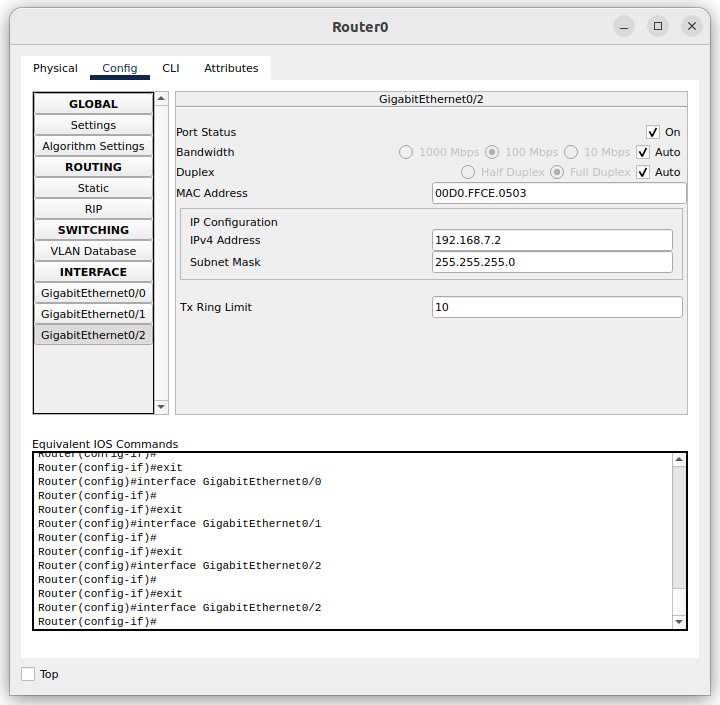 Router0
Physical Config CLI Attributes
GLOBAL
Settings
Algorithm Settings
ROUTING
Static
RIP
SWITCHING
VLAN Database
INTERFACE
GigabitEthernet0/0
GigabitEthernet0/1
GigabitEthernet0/2
GigabitEthernet0/2
Port Status On
Bandwidth 1000 Mbps 100 Mbps 10 Mbps Auto
Duplex Half Duplex Full Duplex Auto
MAC Address 00D0.FFCE.0503
IP Configuration
IPv4 Address 192.168.7.2
Subnet Mask 255.255.255.0
Tx Ring Limit 10
Equivalent IOS Commands
Router(config-if)#
Router(config-if)#exit
Router(config)#interface GigabitEthernet0/0
Router(config-if)#
Router(config-if)#exit
Router(config)#interface GigabitEthernet0/1
Router(config-if)#
Router(config-if)#exit
Router(config)#interface GigabitEthernet0/2
Router(config-if)#
Router(config-if)#exit
Router(config)#interface GigabitEthernet0/2
Router(config-if)#
Top